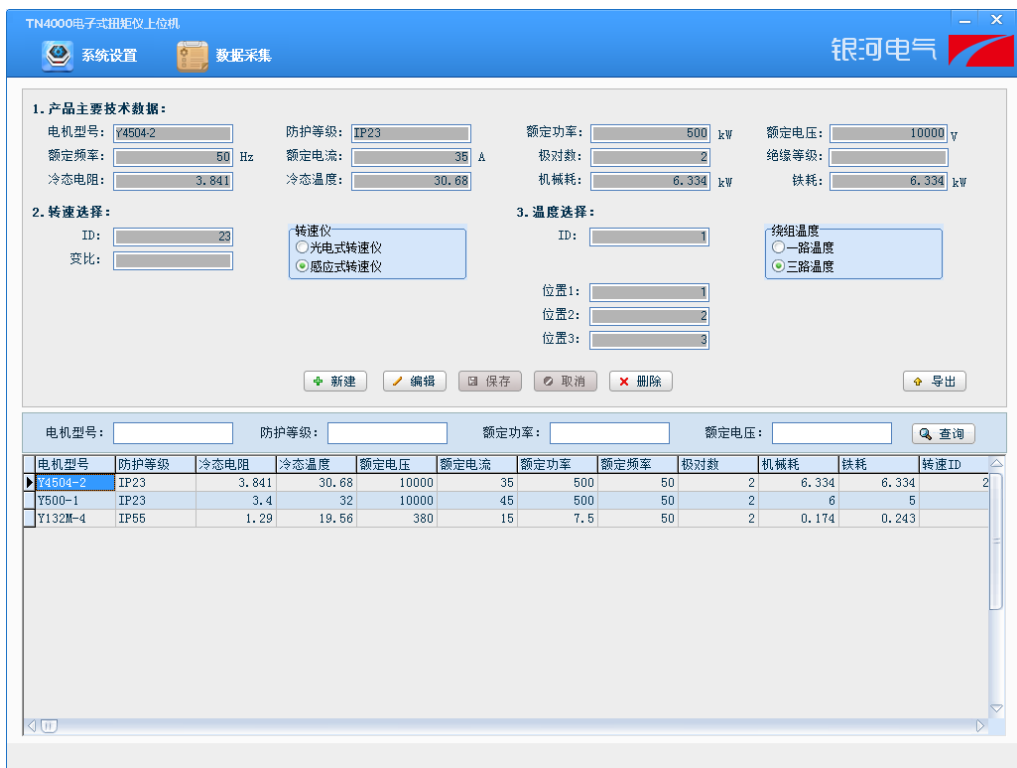 TN4000电子式扭矩仪上位机
系统设置 数据采集 银河电气
1.产品主要技术数据:
电机型号: Y4504-2 防护等级: IP23 额定功率: 500 kW 额定电压: 10000 V
额定频率: 50 Hz 额定电流: 35 A 极对数: 2 绝缘等级:
冷态电阻: 3.841 冷态温度: 30.68 机械耗: 6.334 kW 铁耗: 6.334 kW
2.转速选择: 3.温度选择:
ID: 23 转速仪 ID: 1 绕组温度
光电式转速仪 一路温度
变比: 感应式转速仪 三路温度
位置1: 1
位置2: 2
位置3: 3
新建 编辑 保存 取消 删除 导出
电机型号: 防护等级: 额定功率: 额定电压: 查询
电机型号 防护等级 冷态电阻 冷态温度 额定电压 额定电流 额定功率 额定频率 极对数 机械耗 铁耗 转速ID
Y4504-2 IP23 3.841 30.68 10000 35 500 50 2 6.334 6.334 2
Y500-1 IP23 3.4 32 10000 45 500 50 2 6 5
Y132M-4 IP55 1.29 19.56 380 15 7.5 50 2 0.174 0.243